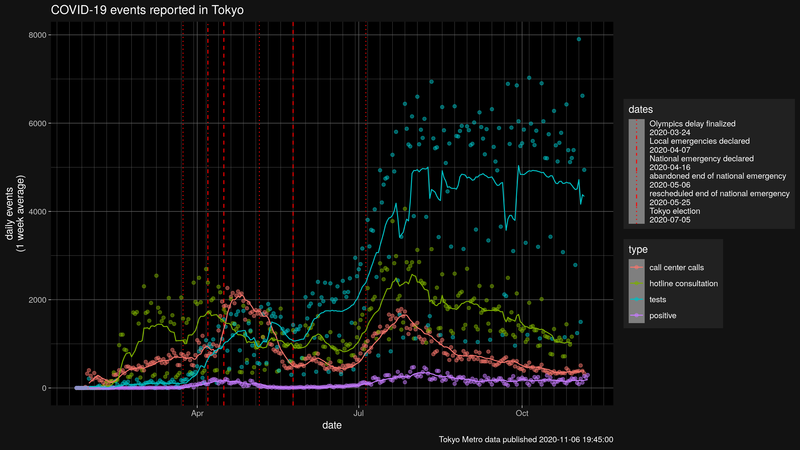 COVID-19 events reported in Tokyo
daily events
(1 week average)
8000
6000
4000
2000
0
Apr
Jul
Oct
date
dates
Olympics delay finalized
2020-03-24
Local emergencies declared
2020-04-07
National emergency declared
2020-04-16
abandoned end of national emergency
2020-05-06
rescheduled end of national emergency
2020-05-25
Tokyo election
2020-07-05
type
call center calls
hotline consultation
tests
positive
Tokyo Metro data published 2020-11-06 19:45:00